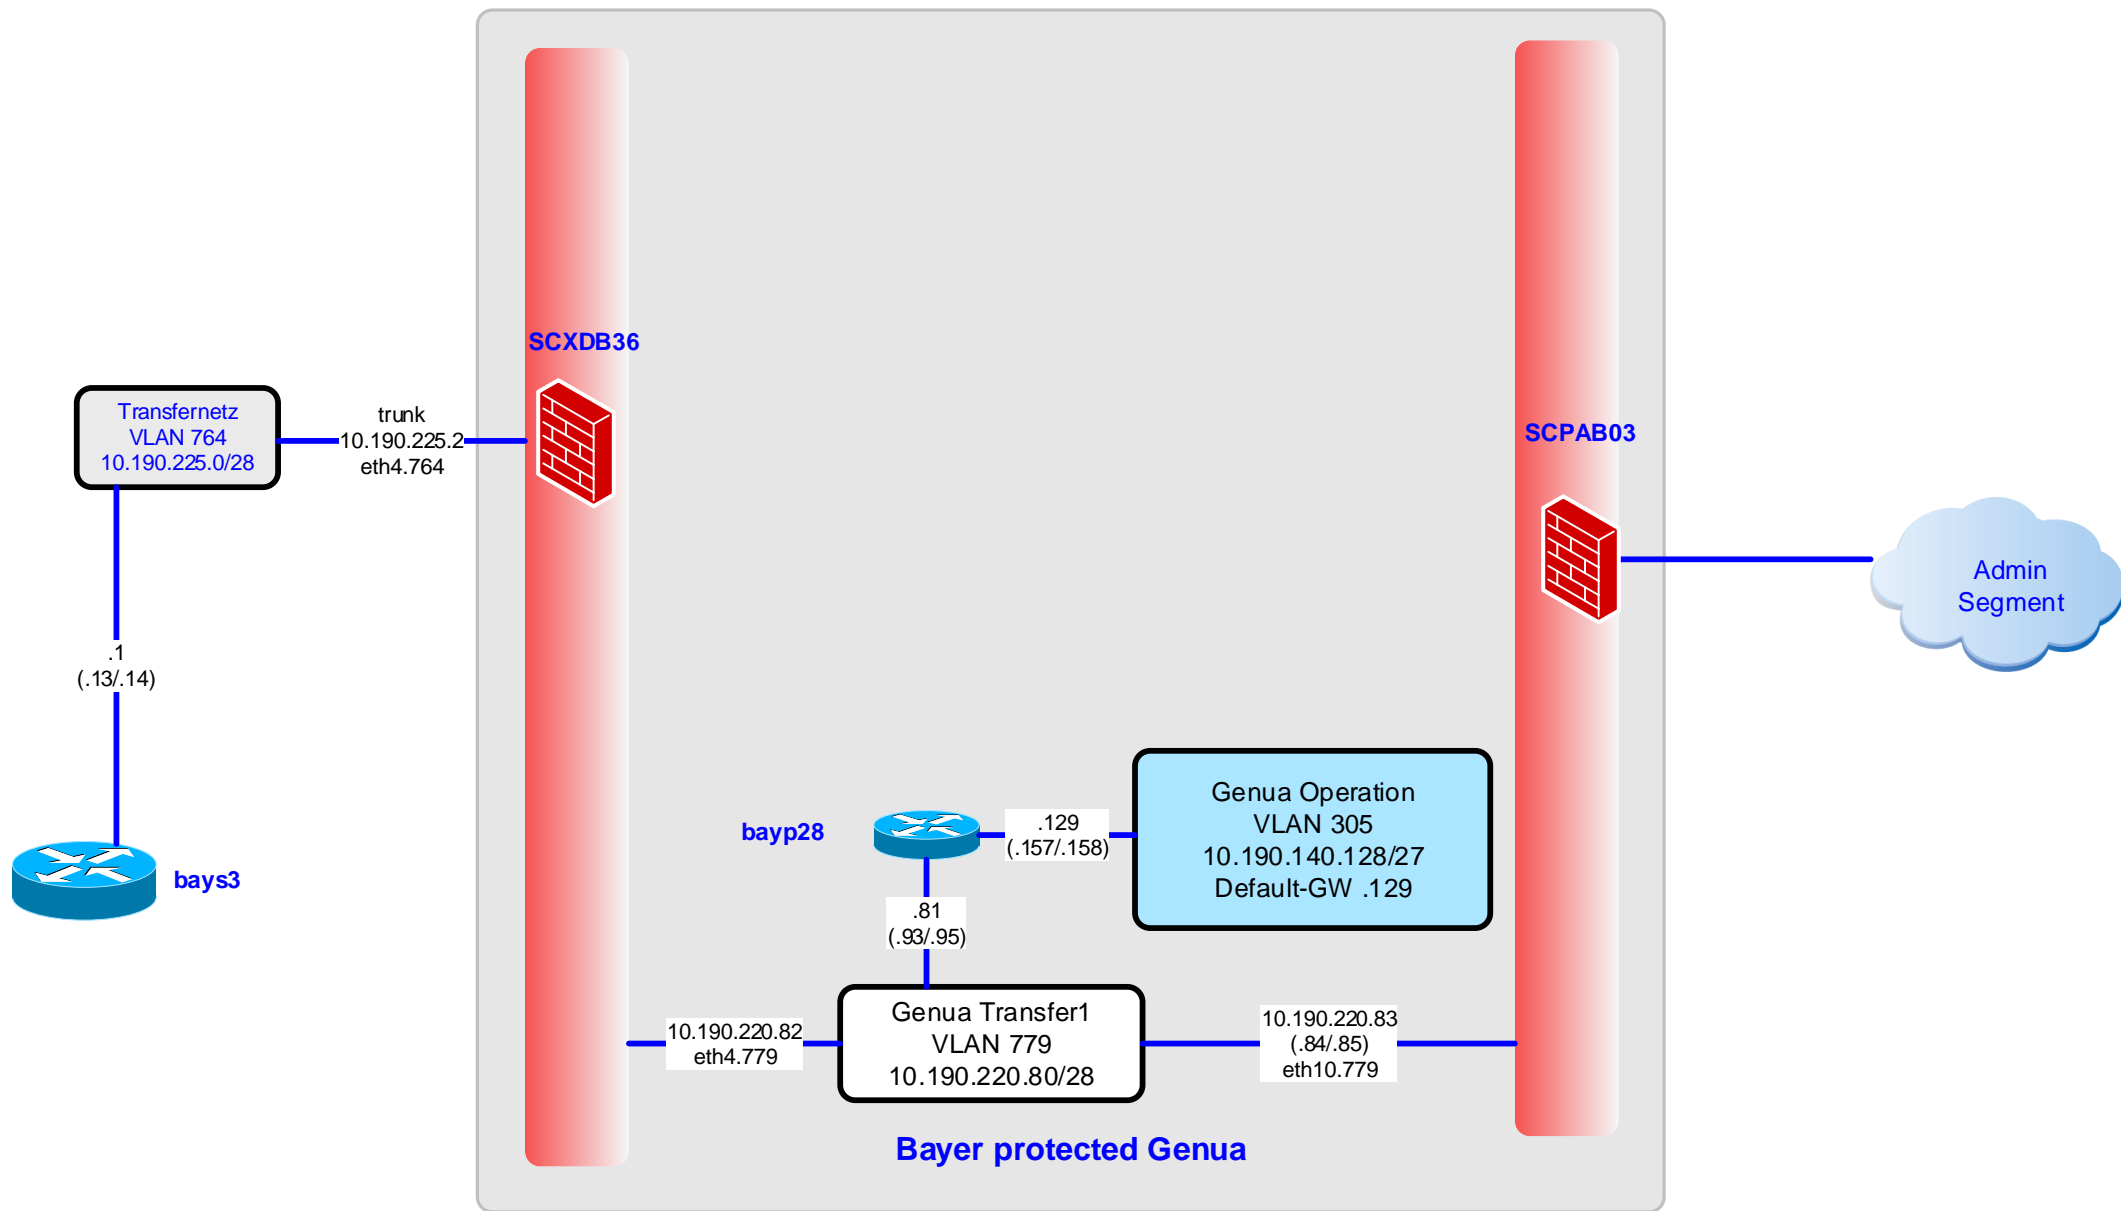 SCXDB36
Transfernetz
VLAN 764
10.190.225.0/28
trunk
10.190.225.2
eth4.764
SCPAB03
Admin
Segment
.1
(.13/.14)
bays3
bayp28
.129
(.157/.158)
Genua Operation
VLAN 305
10.190.140.128/27
Default-GW .129
.81
(.93/.95)
10.190.220.82
eth4.779
Genua Transfer1
VLAN 779
10.190.220.80/28
10.190.220.83
(.84/.85)
eth10.779
Bayer protected Genua